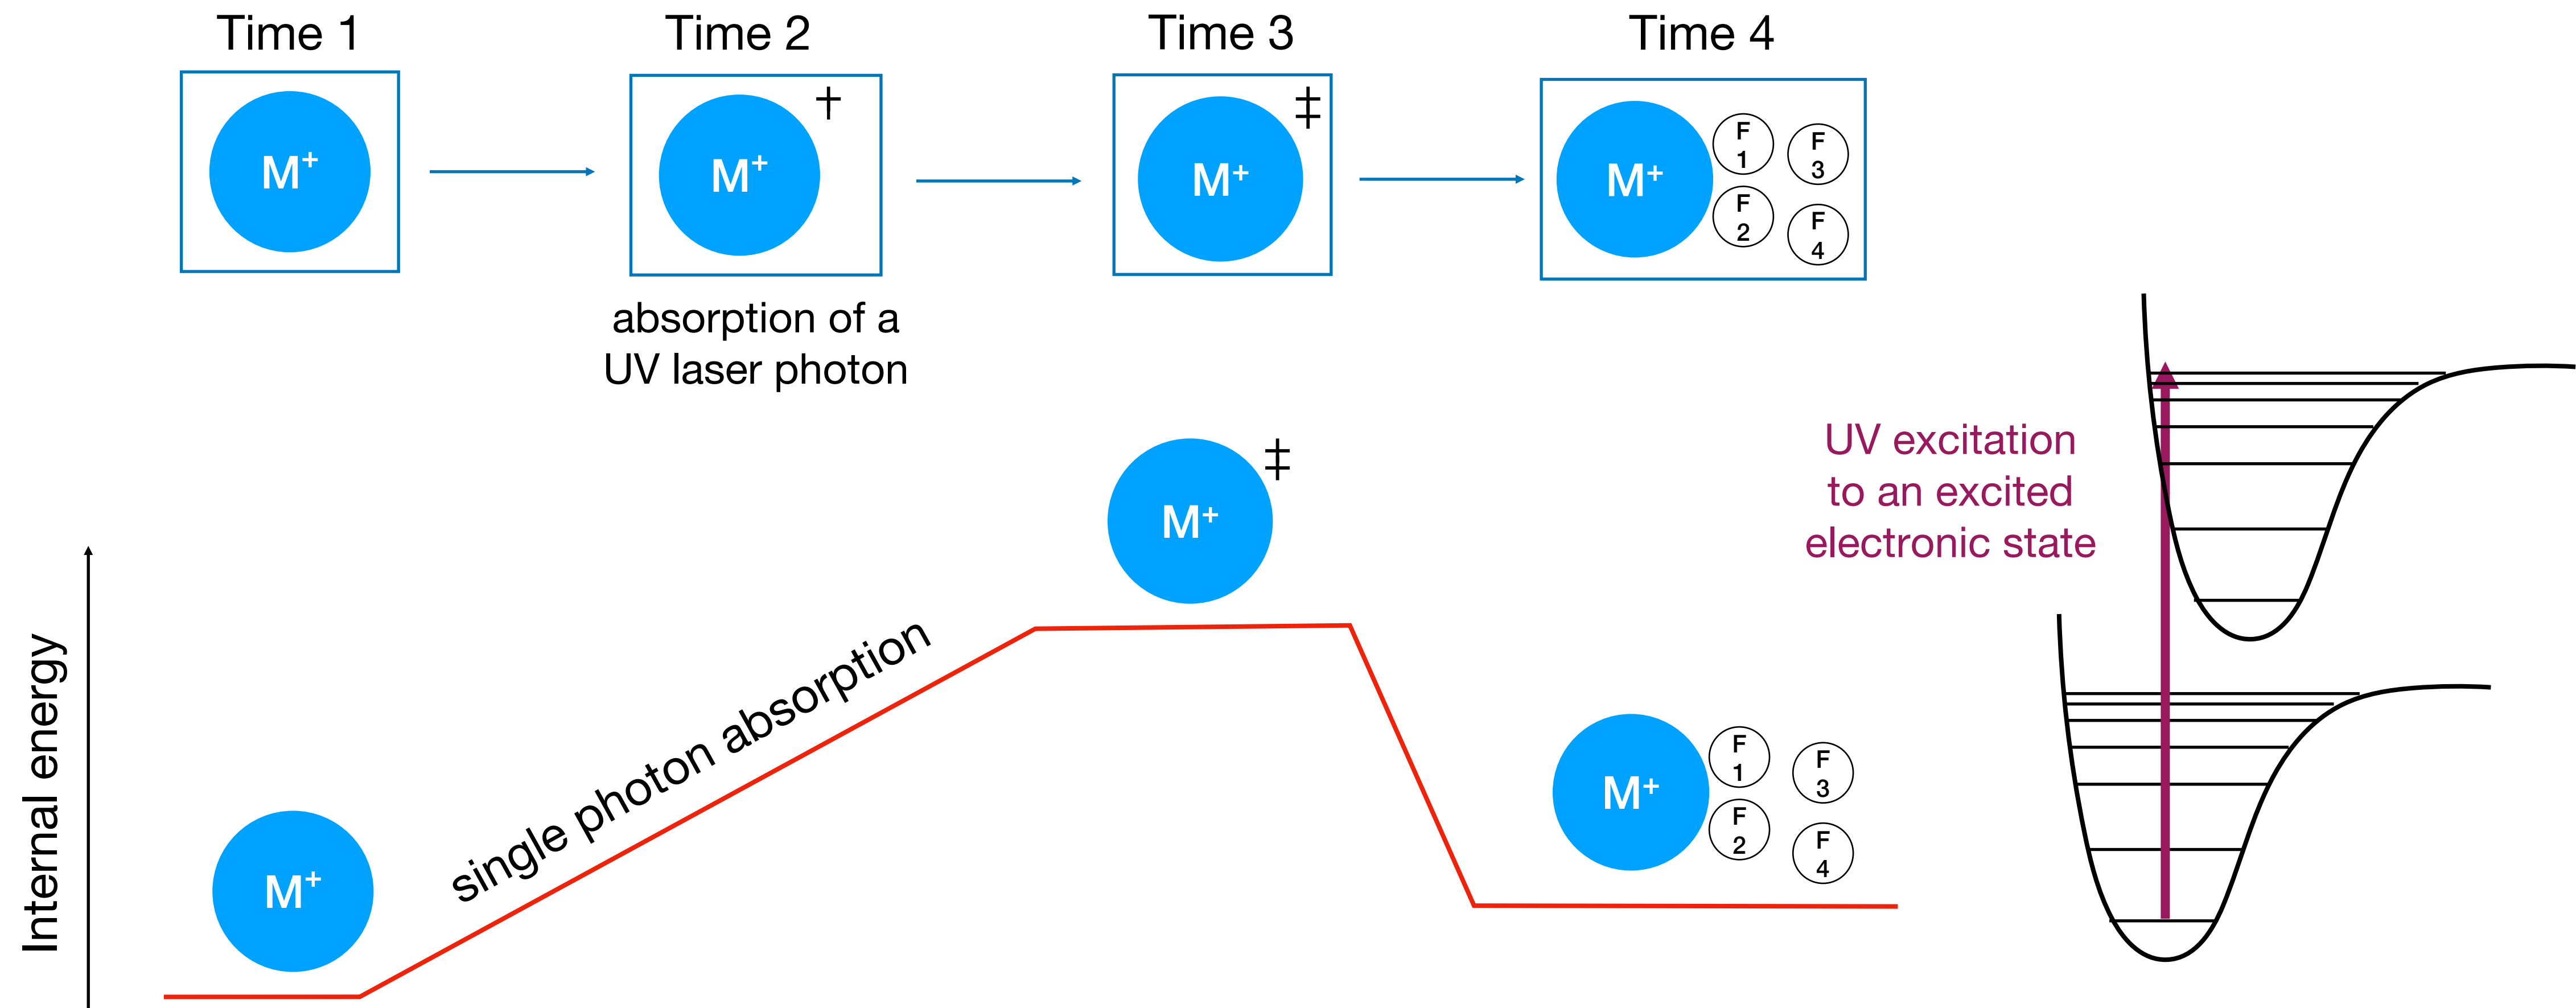 Time 1
Time 2
Time 3
Time 4
M⁺
M⁺
†
M⁺
‡
M⁺
F
1
F
2
F
3
F
4
absorption of a
UV laser photon
UV excitation
to an excited
electronic state
Internal energy
single photon absorption
M⁺
M⁺
‡
M⁺
F
1
F
2
F
3
F
4